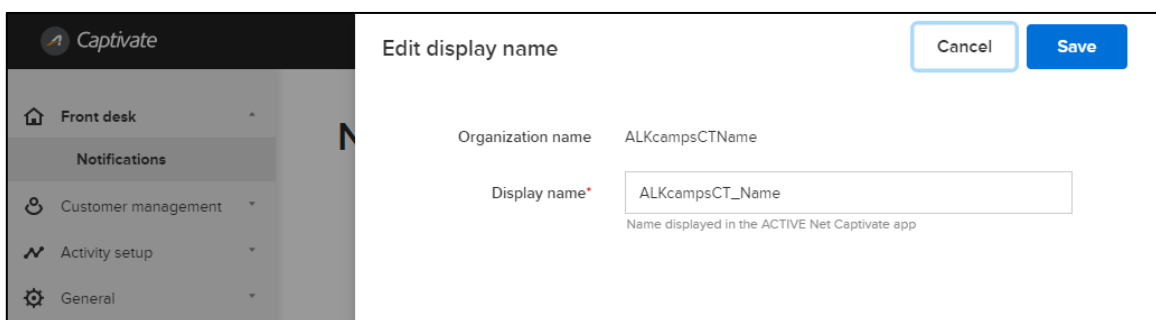 Captivate
Edit display name
Cancel
Save
Front desk
Notifications
Customer management
Activity setup
General
N
Organization name ALKcampsCTName
Display name* ALKcampsCT_Name
Name displayed in the ACTIVE Net Captivate app